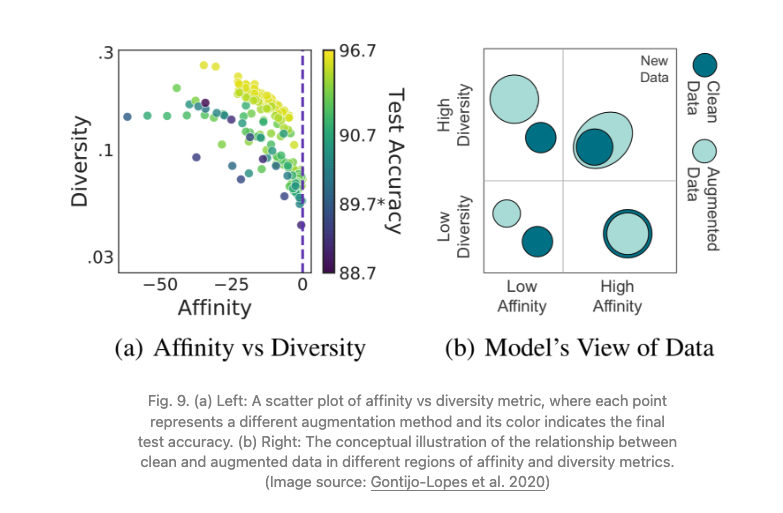 .3
.1
.03
Diversity
−50
−25
0
Affinity
96.7
90.7
89.7*
88.7
Test Accuracy
(a) Affinity vs Diversity
High
Diversity
Low
Diversity
New
Data
Low
Affinity
High
Affinity
Clean
Data
Augmented
Data
(b) Model's View of Data
Fig. 9. (a) Left: A scatter plot of affinity vs diversity metric, where each point
represents a different augmentation method and its color indicates the final
test accuracy. (b) Right: The conceptual illustration of the relationship between
clean and augmented data in different regions of affinity and diversity metrics.
(Image source: Gontijo-Lopes et al. 2020)